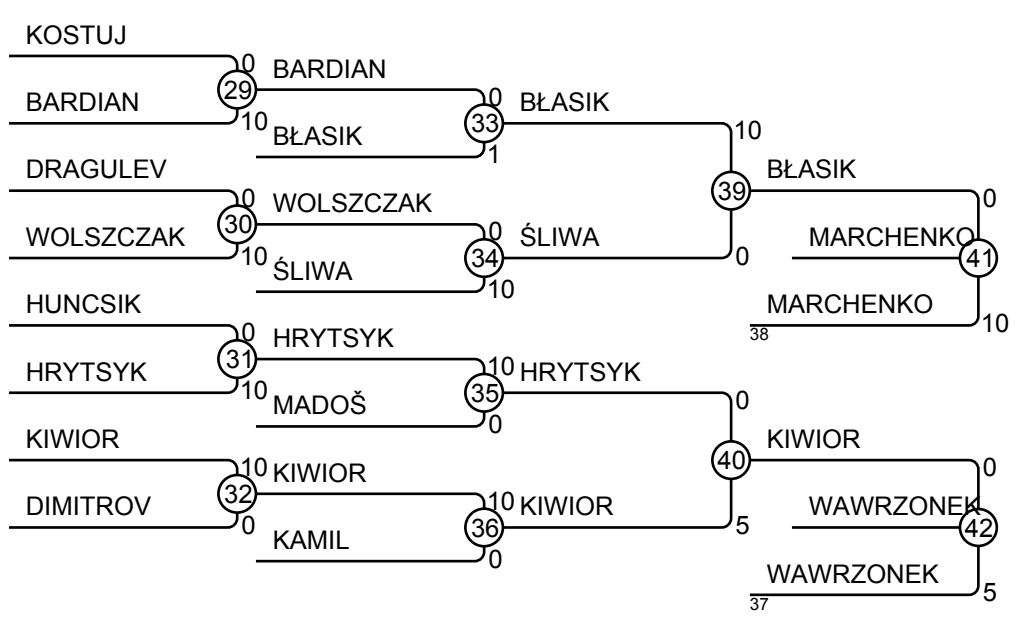 KOSTUJ
0
29
BARDIAN
10
BARDIAN
0
33
BŁASIK
1
BŁASIK
10
DRAGULEV
0
30
WOLSZCZAK
10
WOLSZCZAK
0
34
ŚLIWA
10
ŚLIWA
0
39
BŁASIK
0
MARCHENKO
41
MARCHENKO
10
38
HUNCSIK
0
31
HRYTSYK
10
HRYTSYK
10
35
MADOŠ
0
HRYTSYK
0
KIWIOR
10
32
DIMITROV
0
KIWIOR
10
36
KAMIL
0
KIWIOR
5
40
KIWIOR
0
WAWRZONEK
42
WAWRZONEK
5
37